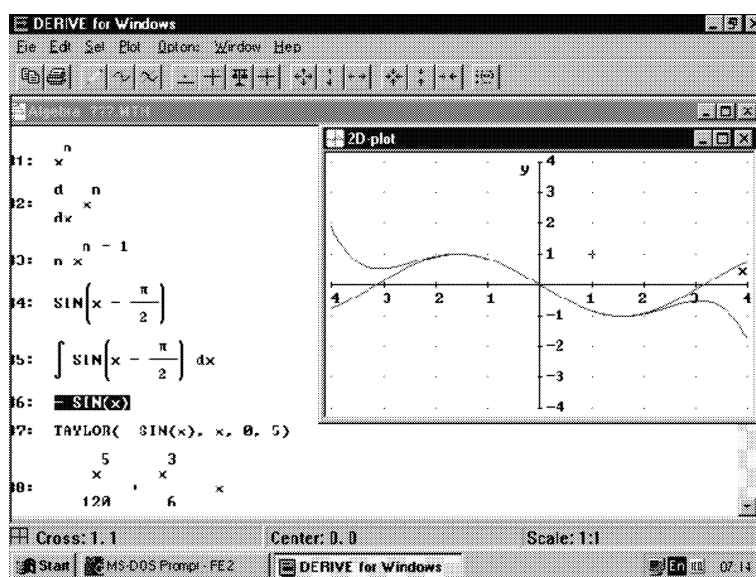 DERIVE for Windows
File Edit Set Plot Options Window Help
Algebra ???.MTH
2D-plot
#1: x^n
#2: d/dx x^n
#3: n x^(n - 1)
#4: SIN(x - π/2)
#5: ∫ SIN(x - π/2) dx
#6: - SIN(x)
#7: TAYLOR( SIN(x), x, 0, 5)
#8: x^5/120 x^3/6 x
y 4
3
2
1
4 3 2 1 1 2 3 4 x
-1
-2
-3
-4
Cross: 1, 1 Center: 0, 0 Scale: 1:1
Start MS-DOS Prompt - FE2 DERIVE for Windows En